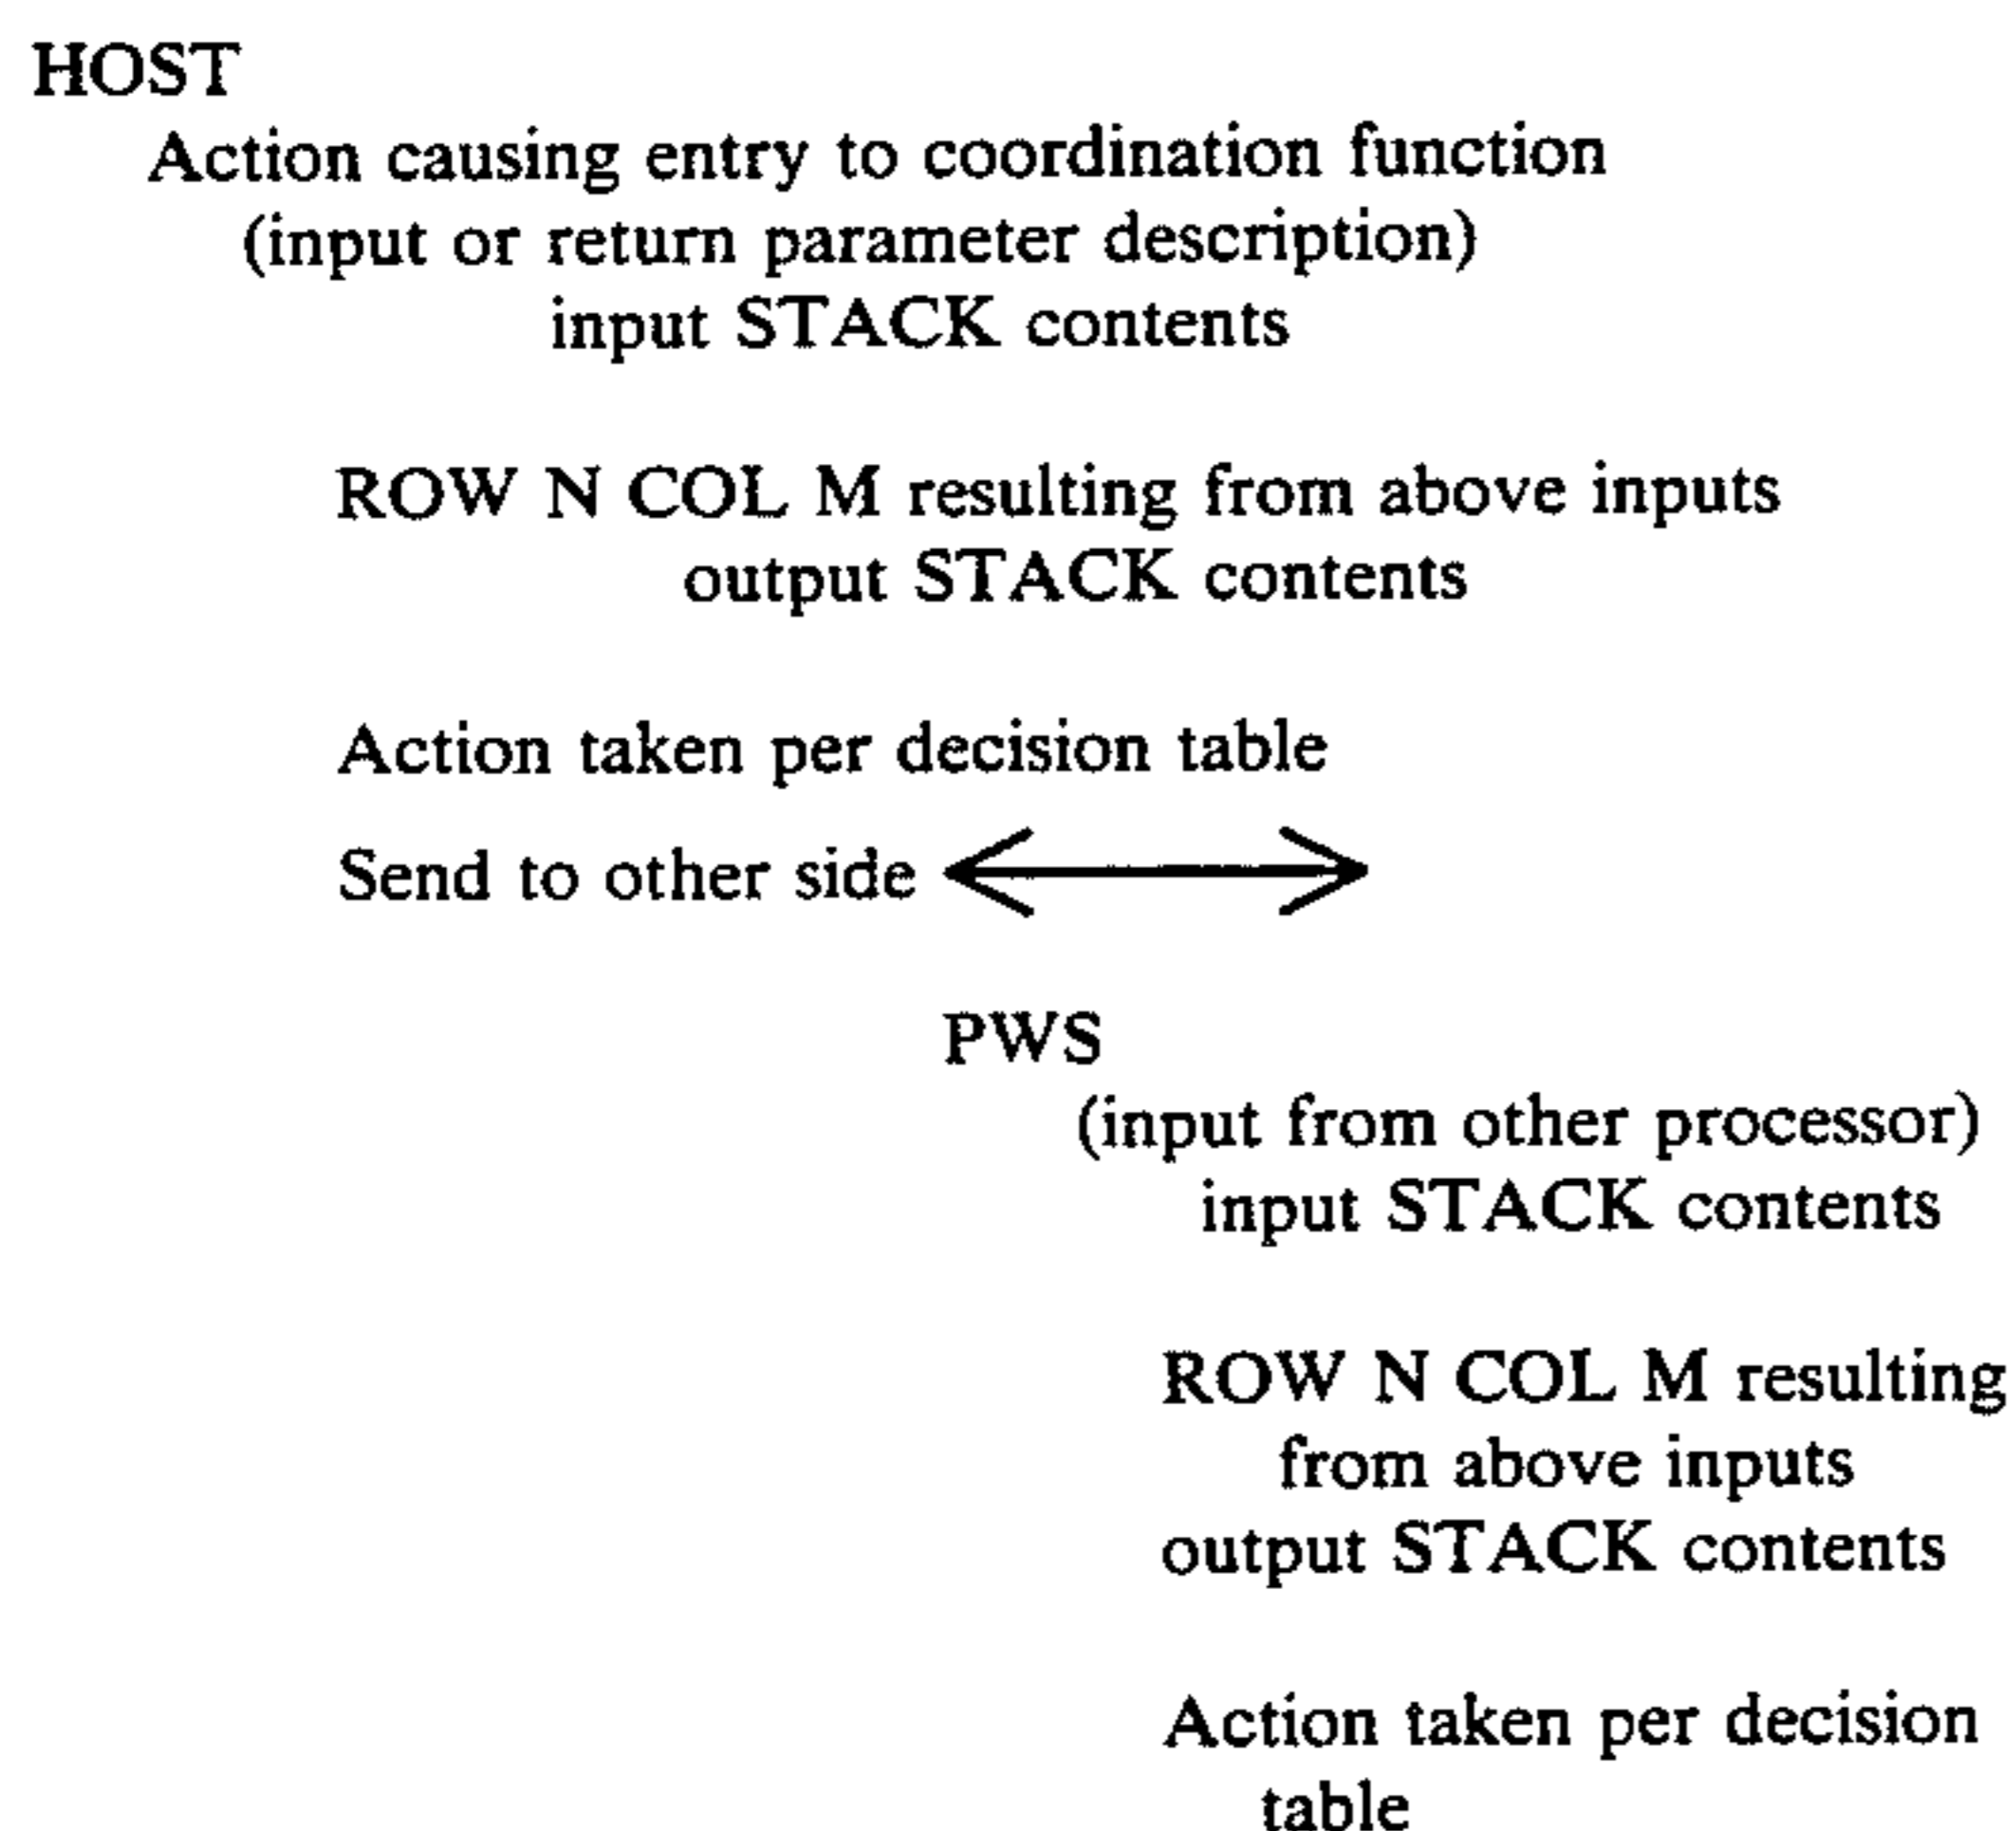 HOST
Action causing entry to coordination function
(input or return parameter description)
input STACK contents
ROW N COL M resulting from above inputs
output STACK contents
Action taken per decision table
Send to other side
PWS
(input from other processor)
input STACK contents
ROW N COL M resulting
from above inputs
output STACK contents
Action taken per decision
table